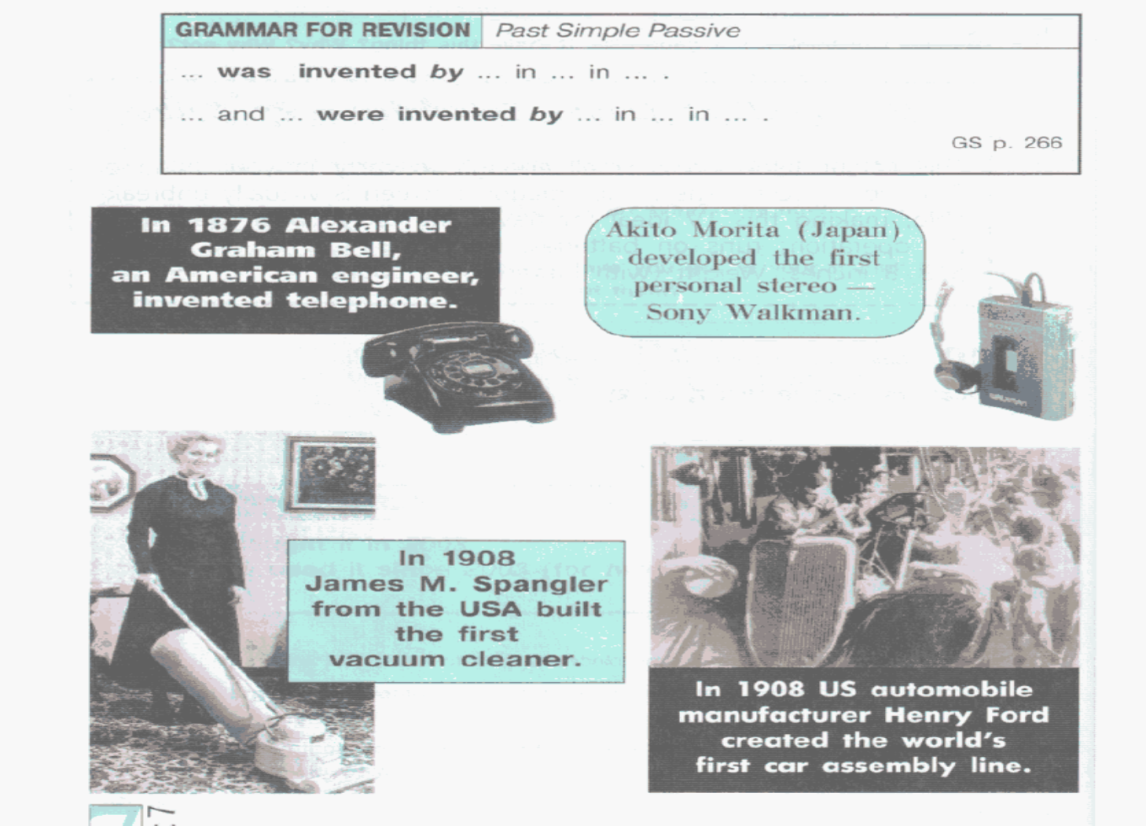 GRAMMAR FOR REVISION Past Simple Passive
... was invented by ... in ... in ... .
... and ... were invented by ... in ... in ... .
GS p. 266
In 1876 Alexander
Graham Bell,
an American engineer,
invented telephone.
Akito Morita (Japan)
developed the first
personal stereo —
Sony Walkman.
WALKMAN
In 1908
James M. Spangler
from the USA built
the first
vacuum cleaner.
In 1908 US automobile
manufacturer Henry Ford
created the world's
first car assembly line.